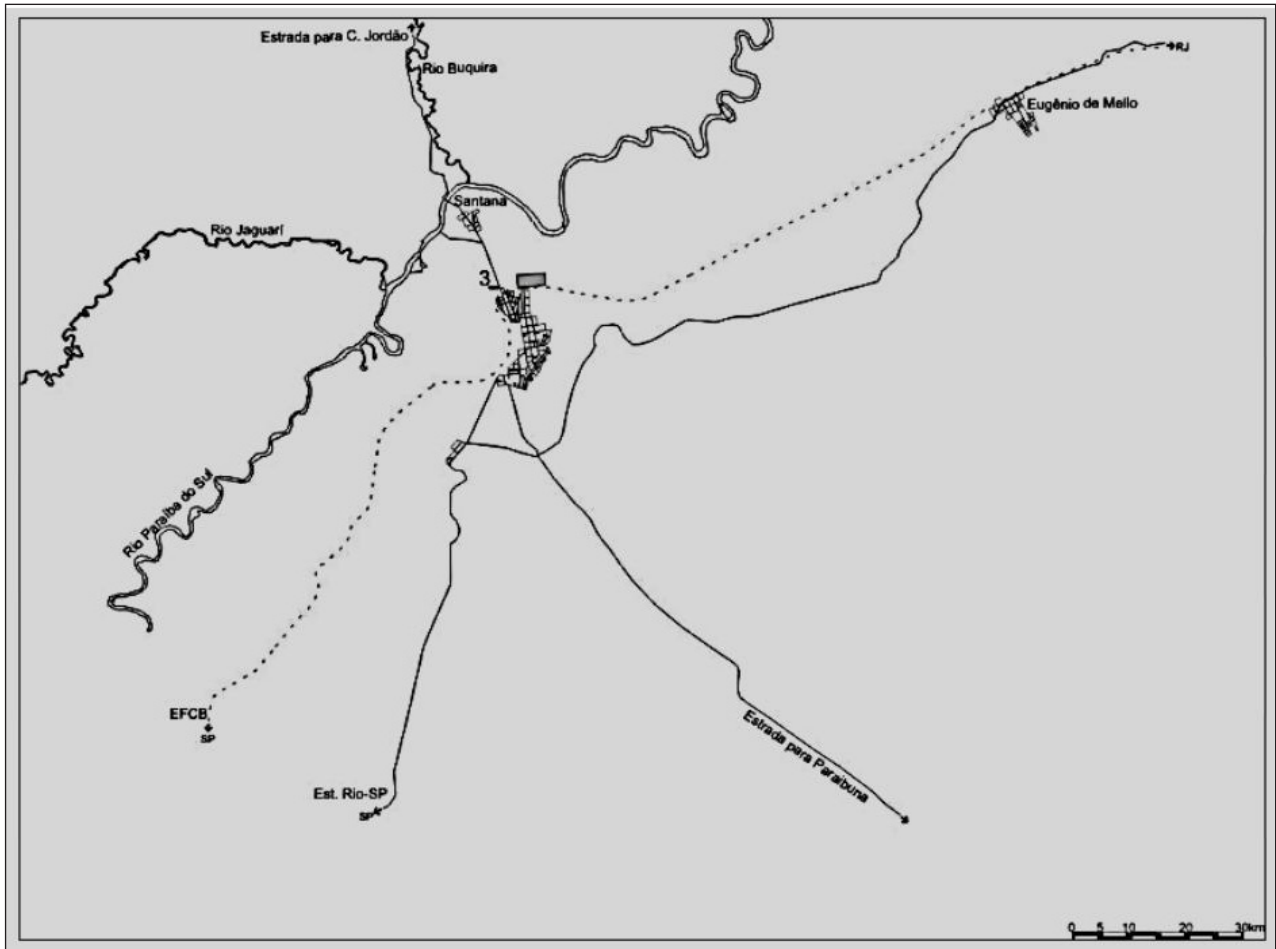 Estrada para C. Jordão
Rio Buquira
RJ
Eugênio de Mello
Santana
Rio Jaguarí
3
Rio Paraíba do Sul
EFCB
SP
Estrada para Paraibuna
Est. Rio-SP
SP
0 5 10 20 30km